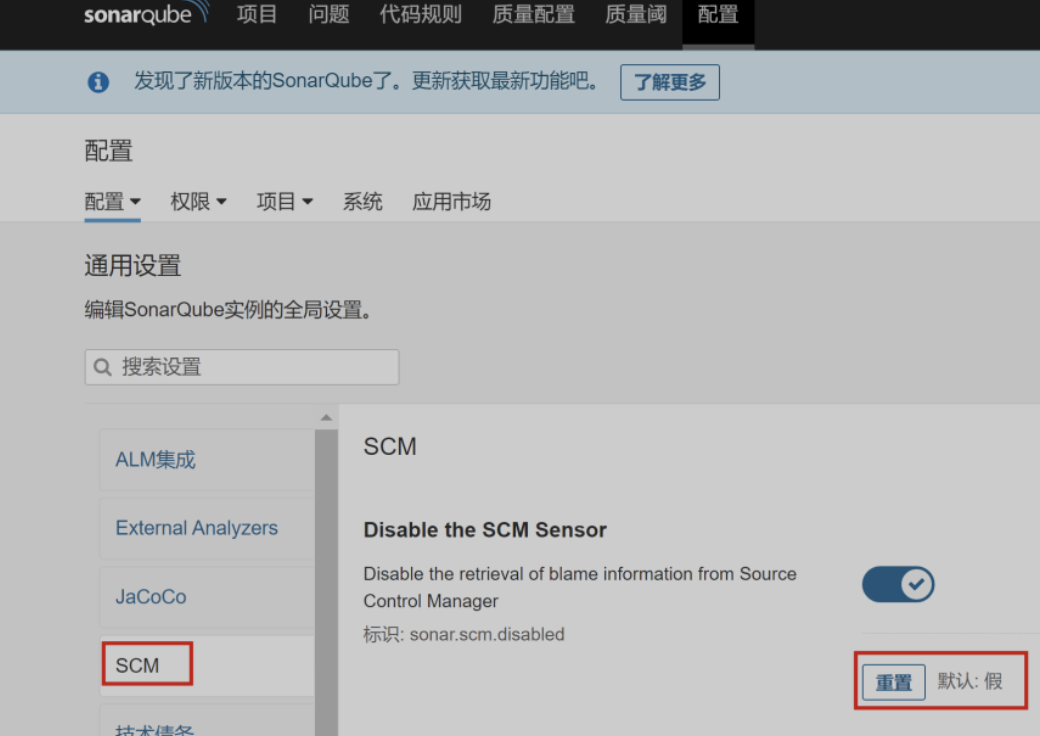 sonarqube 项目 问题 代码规则 质量配置 质量阈 配置
发现了新版本的SonarQube了。更新获取最新功能吧。 了解更多
配置
配置 权限 项目 系统 应用市场
通用设置
编辑SonarQube实例的全局设置。
搜索设置
ALM集成
External Analyzers
JaCoCo
SCM
技术债务
SCM
Disable the SCM Sensor
Disable the retrieval of blame information from Source
Control Manager
标识: sonar.scm.disabled
重置 默认: 假